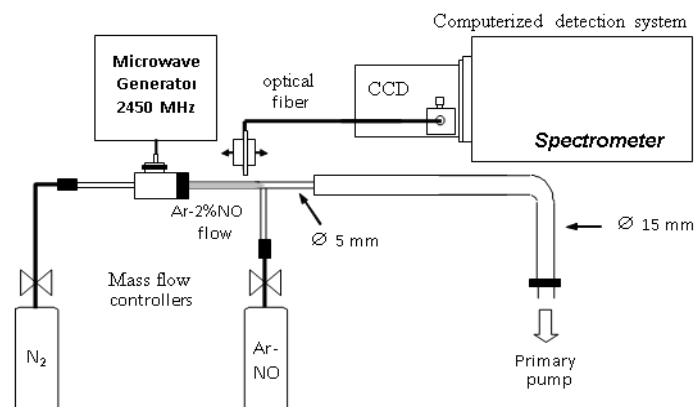 Computerized detection system
Microwave
Generator
2450 MHz
optical
fiber
CCD
Spectrometer
Ar-2%NO
flow
Ø 5 mm
Ø 15 mm
Mass flow
controllers
N₂
Ar-
NO
Primary
pump